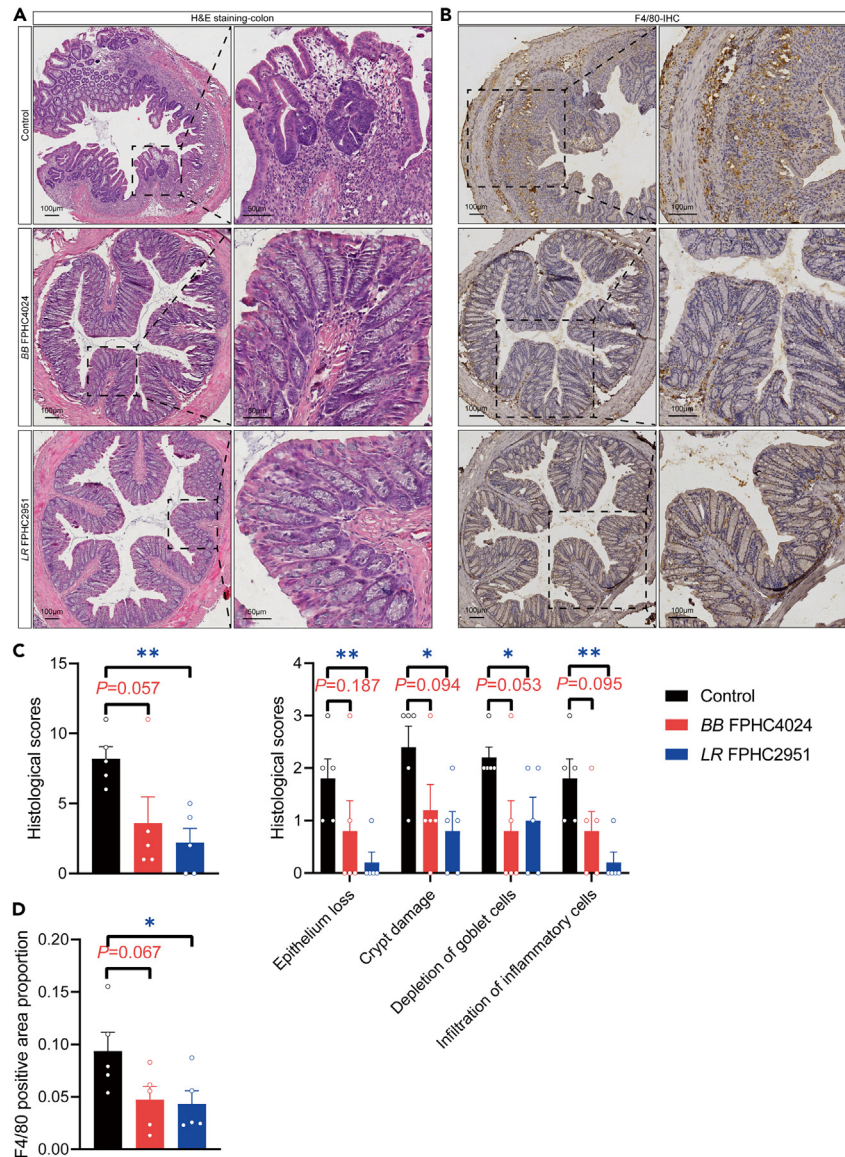 A
H&E staining-colon
Control
100μm
50μm
BB FPHC4024
100μm
50μm
LR FPHC2951
100μm
50μm
B
F4/80-IHC
100μm
100μm
100μm
100μm
100μm
100μm
C
Histological scores
15
10
5
0
**
P=0.057
Histological scores
4
3
2
1
0
** * * **
P=0.187 P=0.094 P=0.053 P=0.095
Epithelium loss
Crypt damage
Depletion of goblet cells
Infiltration of inflammatory cells
Control
BB FPHC4024
LR FPHC2951
D
F4/80 positive area proportion
0.20
0.15
0.10
0.05
0.00
*
P=0.067